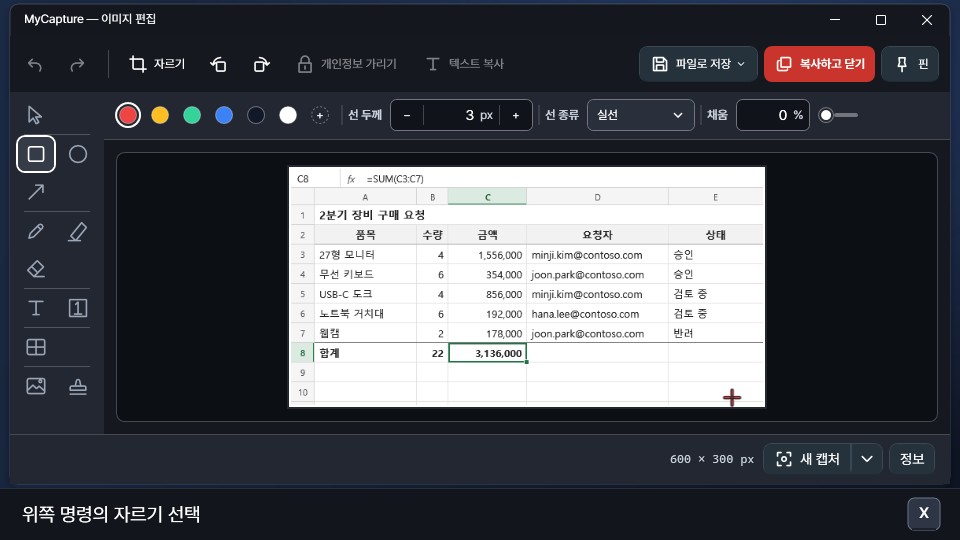 MyCapture — 이미지 편집
자르기 개인정보 가리기 텍스트 복사 파일로 저장 복사하고 닫기 핀
선 두께 − 3 px + 선 종류 실선 채움 0 %
C8 fx =SUM(C3:C7)
A B C D E
1 2분기 장비 구매 요청
2 품목 수량 금액 요청자 상태
3 27형 모니터 4 1,556,000 minji.kim@contoso.com 승인
4 무선 키보드 6 354,000 joon.park@contoso.com 승인
5 USB-C 도크 4 856,000 minji.kim@contoso.com 검토 중
6 노트북 거치대 6 192,000 hana.lee@contoso.com 검토 중
7 웹캠 2 178,000 joon.park@contoso.com 반려
8 합계 22 3,136,000
9
10
T 1
600 × 300 px 새 캡처 정보
위쪽 명령의 자르기 선택 X